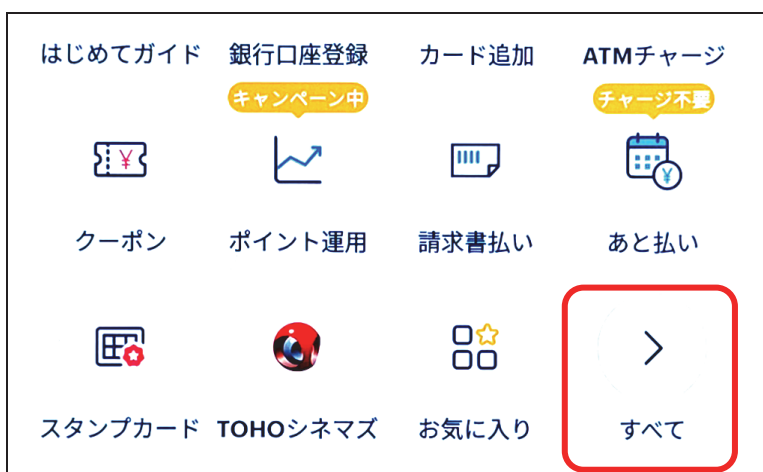 はじめてガイド 銀行口座登録 カード追加 ATMチャージ
キャンペーン中 チャージ不要
クーポン ポイント運用 請求書払い あと払い
スタンプカード TOHOシネマズ お気に入り すべて